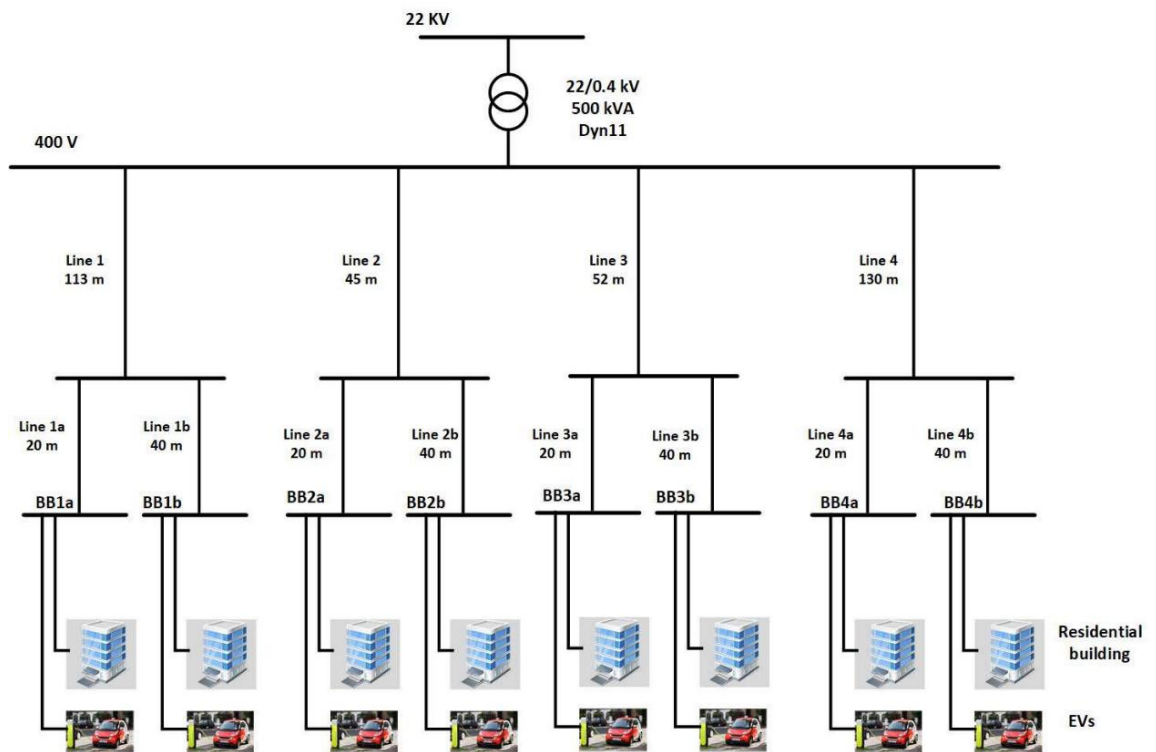 22 KV
22/0.4 kV
500 kVA
Dyn11
400 V
Line 1
113 m
Line 2
45 m
Line 3
52 m
Line 4
130 m
Line 1a
20 m
Line 1b
40 m
Line 2a
20 m
Line 2b
40 m
Line 3a
20 m
Line 3b
40 m
Line 4a
20 m
Line 4b
40 m
BB1a
BB1b
BB2a
BB2b
BB3a
BB3b
BB4a
BB4b
Residential
building
EVs